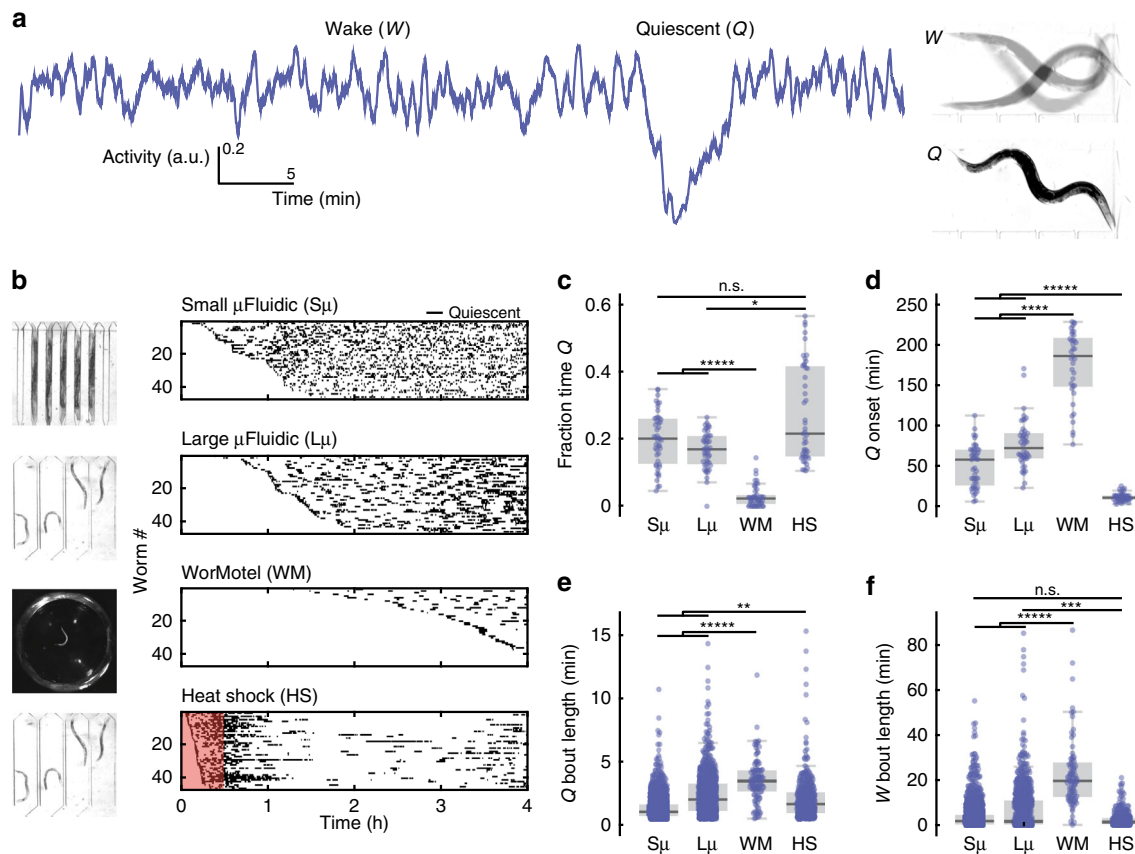 a
Wake (W)
Quiescent (Q)
W
Q
Activity (a.u.)
0.2
5
Time (min)
b
Small µFluidic (Sµ)
Quiescent
20
40
Large µFluidic (Lµ)
20
40
WorMotel (WM)
20
40
Heat shock (HS)
20
40
Worm #
0 1 2 3 4
Time (h)
c
n.s.
*
*****
0.6
0.4
0.2
0
Fraction time Q
Sµ Lµ WM HS
d
*****
****
250
200
150
100
50
0
Q onset (min)
Sµ Lµ WM HS
e
**
*****
15
10
5
0
Q bout length (min)
Sµ Lµ WM HS
f
n.s.
***
*****
80
60
40
20
0
W bout length (min)
Sµ Lµ WM HS